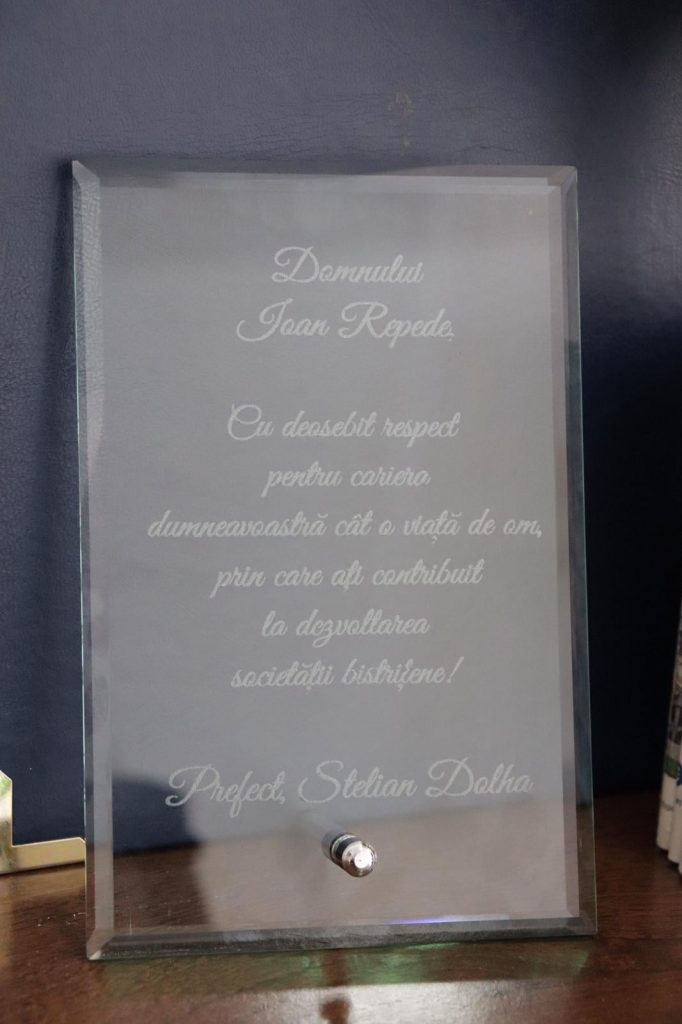 Domnului
Ioan Repede,
Cu deosebit respect
pentru cariera
dumneavoastră cât o viață de om,
prin care ați contribuit
la dezvoltarea
societății bistrițene!
Prefect, Stelian Dolha